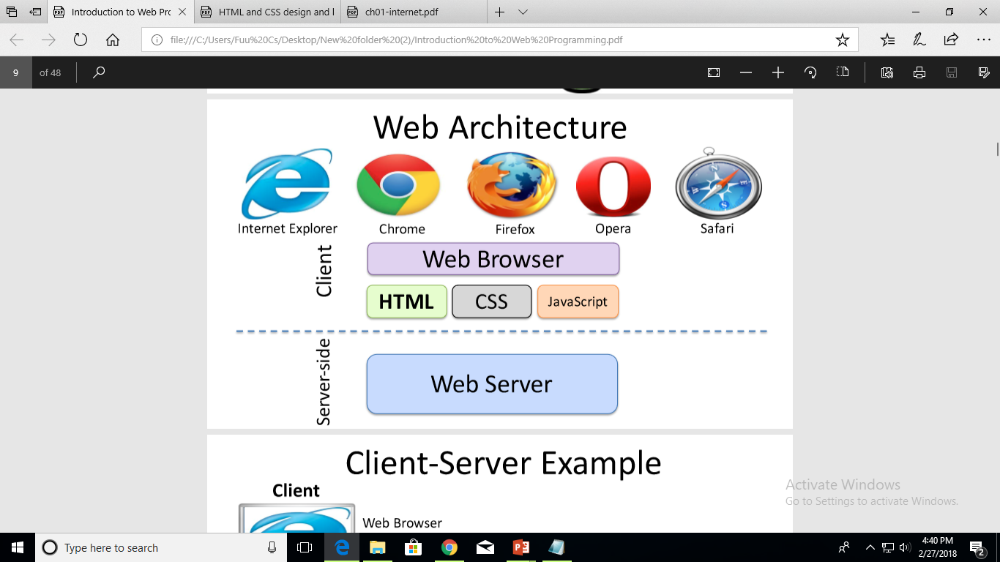 Introduction to Web Pro
HTML and CSS design and l
ch01-internet.pdf
file:///C:/Users/Fuu%20Cs/Desktop/New%20folder%20(2)/Introduction%20to%20Web%20Programming.pdf
9 of 48
Web Architecture
Internet Explorer
Chrome
Firefox
Opera
Safari
Client
Web Browser
HTML
CSS
JavaScript
Server-side
Web Server
Client-Server Example
Client
Web Browser
Activate Windows
Go to Settings to activate Windows.
Type here to search
4:40 PM
2/27/2018
2